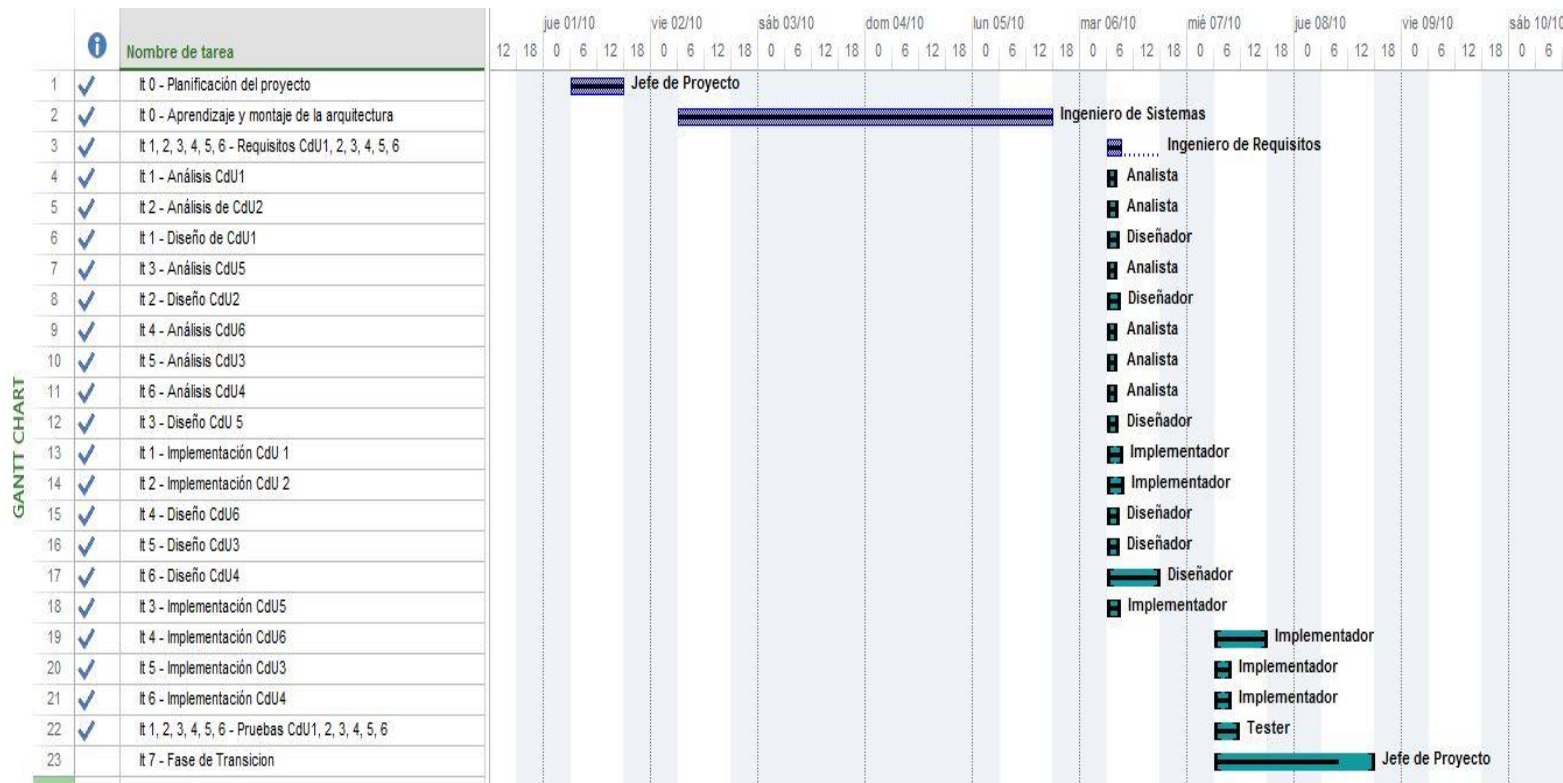 jue 01/10 vie 02/10 sáb 03/10 dom 04/10 lun 05/10 mar 06/10 mié 07/10 jue 08/10 vie 09/10 sáb 10/10
Nombre de tarea 12 18 0 6 12 18 0 6 12 18 0 6 12 18 0 6 12 18 0 6 12 18 0 6 12 18 0 6 12 18 0 6 12 18 0 6 12 18 0 6
1 It 0 - Planificación del proyecto Jefe de Proyecto
2 It 0 - Aprendizaje y montaje de la arquitectura Ingeniero de Sistemas
3 It 1, 2, 3, 4, 5, 6 - Requisitos CdU1, 2, 3, 4, 5, 6 Ingeniero de Requisitos
4 It 1 - Análisis CdU1 Analista
5 It 2 - Análisis de CdU2 Analista
6 It 1 - Diseño de CdU1 Diseñador
7 It 3 - Análisis CdU5 Analista
8 It 2 - Diseño CdU2 Diseñador
9 It 4 - Análisis CdU6 Analista
10 It 5 - Análisis CdU3 Analista
11 It 6 - Análisis CdU4 Analista
12 It 3 - Diseño CdU 5 Diseñador
13 It 1 - Implementación CdU 1 Implementador
14 It 2 - Implementación CdU 2 Implementador
15 It 4 - Diseño CdU6 Diseñador
16 It 5 - Diseño CdU3 Diseñador
17 It 6 - Diseño CdU4 Diseñador
18 It 3 - Implementación CdU5 Implementador
19 It 4 - Implementación CdU6 Implementador
20 It 5 - Implementación CdU3 Implementador
21 It 6 - Implementación CdU4 Implementador
22 It 1, 2, 3, 4, 5, 6 - Pruebas CdU1, 2, 3, 4, 5, 6 Tester
23 It 7 - Fase de Transicion Jefe de Proyecto
GANTT CHART